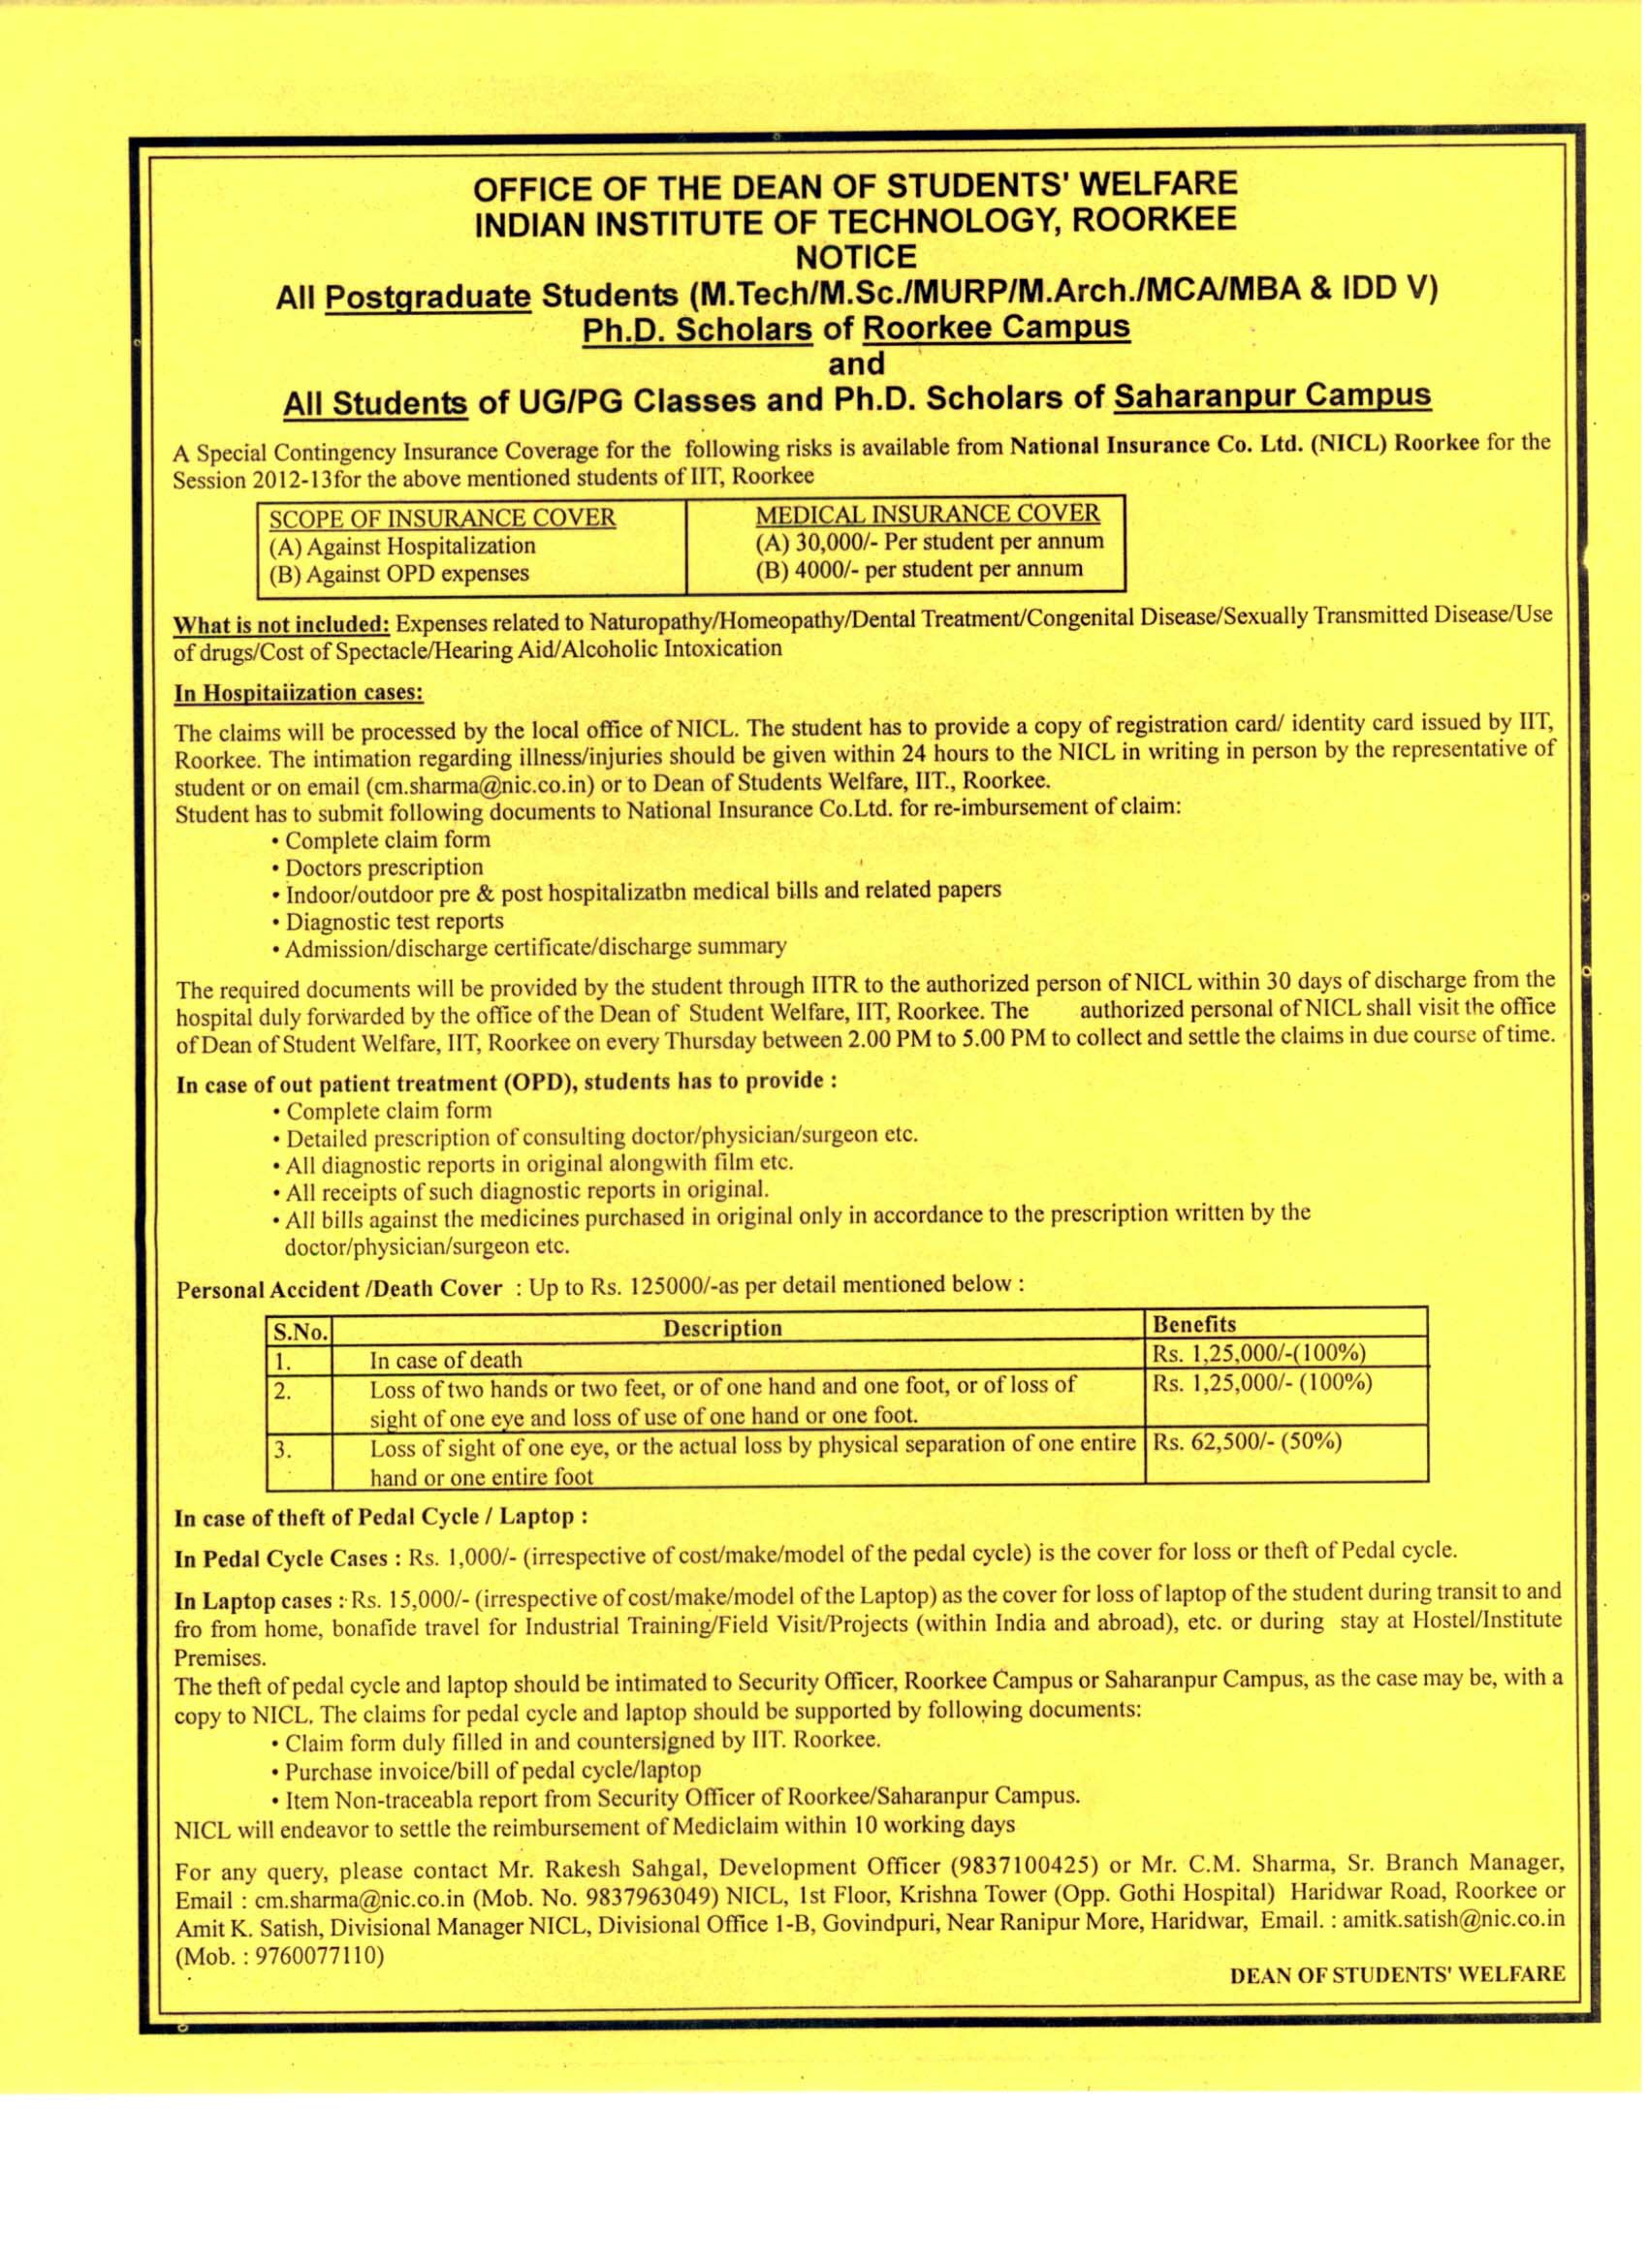 OFFICE OF THE DEAN OF STUDENTS' WELFARE
INDIAN INSTITUTE OF TECHNOLOGY, ROORKEE
NOTICE
All Postgraduate Students (M.Tech/M.Sc./MURP/M.Arch./MCA/MBA & IDD V)
Ph.D. Scholars of Roorkee Campus
and
All Students of UG/PG Classes and Ph.D. Scholars of Saharanpur Campus
A Special Contingency Insurance Coverage for the following risks is available from National Insurance Co. Ltd. (NICL) Roorkee for the
Session 2012-13for the above mentioned students of IIT, Roorkee
SCOPE OF INSURANCE COVER MEDICAL INSURANCE COVER
(A) Against Hospitalization (A) 30,000/- Per student per annum
(B) Against OPD expenses (B) 4000/- per student per annum
What is not included: Expenses related to Naturopathy/Homeopathy/Dental Treatment/Congenital Disease/Sexually Transmitted Disease/Use
of drugs/Cost of Spectacle/Hearing Aid/Alcoholic Intoxication
In Hospitaiization cases:
The claims will be processed by the local office of NICL. The student has to provide a copy of registration card/ identity card issued by IIT,
Roorkee. The intimation regarding illness/injuries should be given within 24 hours to the NICL in writing in person by the representative of
student or on email (cm.sharma@nic.co.in) or to Dean of Students Welfare, IIT., Roorkee.
Student has to submit following documents to National Insurance Co.Ltd. for re-imbursement of claim:
• Complete claim form
• Doctors prescription
• Indoor/outdoor pre & post hospitalizatbn medical bills and related papers
• Diagnostic test reports
• Admission/discharge certificate/discharge summary
The required documents will be provided by the student through IITR to the authorized person of NICL within 30 days of discharge from the
hospital duly forwarded by the office of the Dean of Student Welfare, IIT, Roorkee. The authorized personal of NICL shall visit the office
of Dean of Student Welfare, IIT, Roorkee on every Thursday between 2.00 PM to 5.00 PM to collect and settle the claims in due course of time.
In case of out patient treatment (OPD), students has to provide :
• Complete claim form
• Detailed prescription of consulting doctor/physician/surgeon etc.
• All diagnostic reports in original alongwith film etc.
• All receipts of such diagnostic reports in original.
• All bills against the medicines purchased in original only in accordance to the prescription written by the
doctor/physician/surgeon etc.
Personal Accident /Death Cover : Up to Rs. 125000/-as per detail mentioned below :
S.No. Description Benefits
1. In case of death Rs. 1,25,000/-(100%)
2. Loss of two hands or two feet, or of one hand and one foot, or of loss of Rs. 1,25,000/- (100%)
sight of one eye and loss of use of one hand or one foot.
3. Loss of sight of one eye, or the actual loss by physical separation of one entire Rs. 62,500/- (50%)
hand or one entire foot
In case of theft of Pedal Cycle / Laptop :
In Pedal Cycle Cases : Rs. 1,000/- (irrespective of cost/make/model of the pedal cycle) is the cover for loss or theft of Pedal cycle.
In Laptop cases : Rs. 15,000/- (irrespective of cost/make/model of the Laptop) as the cover for loss of laptop of the student during transit to and
fro from home, bonafide travel for Industrial Training/Field Visit/Projects (within India and abroad), etc. or during stay at Hostel/Institute
Premises.
The theft of pedal cycle and laptop should be intimated to Security Officer, Roorkee Campus or Saharanpur Campus, as the case may be, with a
copy to NICL. The claims for pedal cycle and laptop should be supported by following documents:
• Claim form duly filled in and countersigned by IIT. Roorkee.
• Purchase invoice/bill of pedal cycle/laptop
• Item Non-traceabla report from Security Officer of Roorkee/Saharanpur Campus.
NICL will endeavor to settle the reimbursement of Mediclaim within 10 working days
For any query, please contact Mr. Rakesh Sahgal, Development Officer (9837100425) or Mr. C.M. Sharma, Sr. Branch Manager,
Email : cm.sharma@nic.co.in (Mob. No. 9837963049) NICL, 1st Floor, Krishna Tower (Opp. Gothi Hospital) Haridwar Road, Roorkee or
Amit K. Satish, Divisional Manager NICL, Divisional Office 1-B, Govindpuri, Near Ranipur More, Haridwar, Email. : amitk.satish@nic.co.in
(Mob. : 9760077110)
DEAN OF STUDENTS' WELFARE